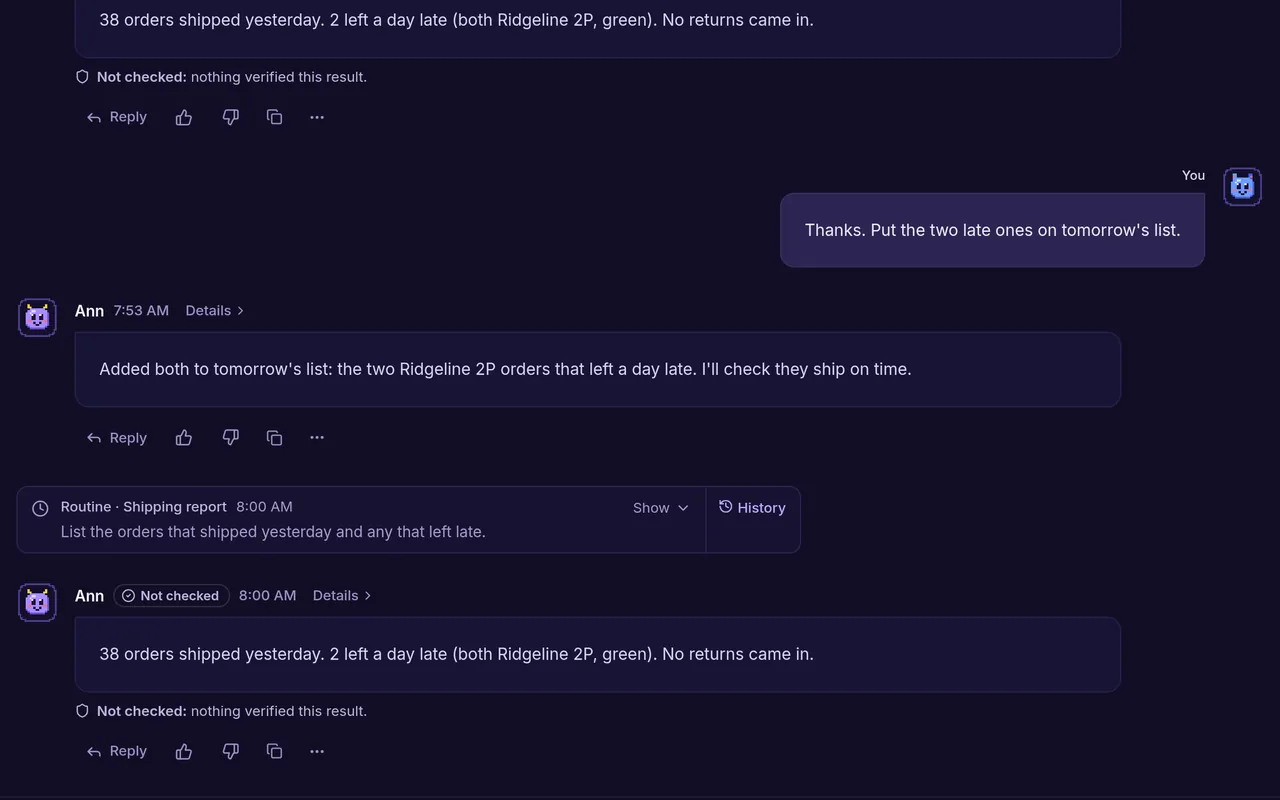 38 orders shipped yesterday. 2 left a day late (both Ridgeline 2P, green). No returns came in.
Not checked: nothing verified this result.
Reply
You
Thanks. Put the two late ones on tomorrow's list.
Ann 7:53 AM Details
Added both to tomorrow's list: the two Ridgeline 2P orders that left a day late. I'll check they ship on time.
Reply
Routine · Shipping report 8:00 AM Show History
List the orders that shipped yesterday and any that left late.
Ann Not checked 8:00 AM Details
38 orders shipped yesterday. 2 left a day late (both Ridgeline 2P, green). No returns came in.
Not checked: nothing verified this result.
Reply